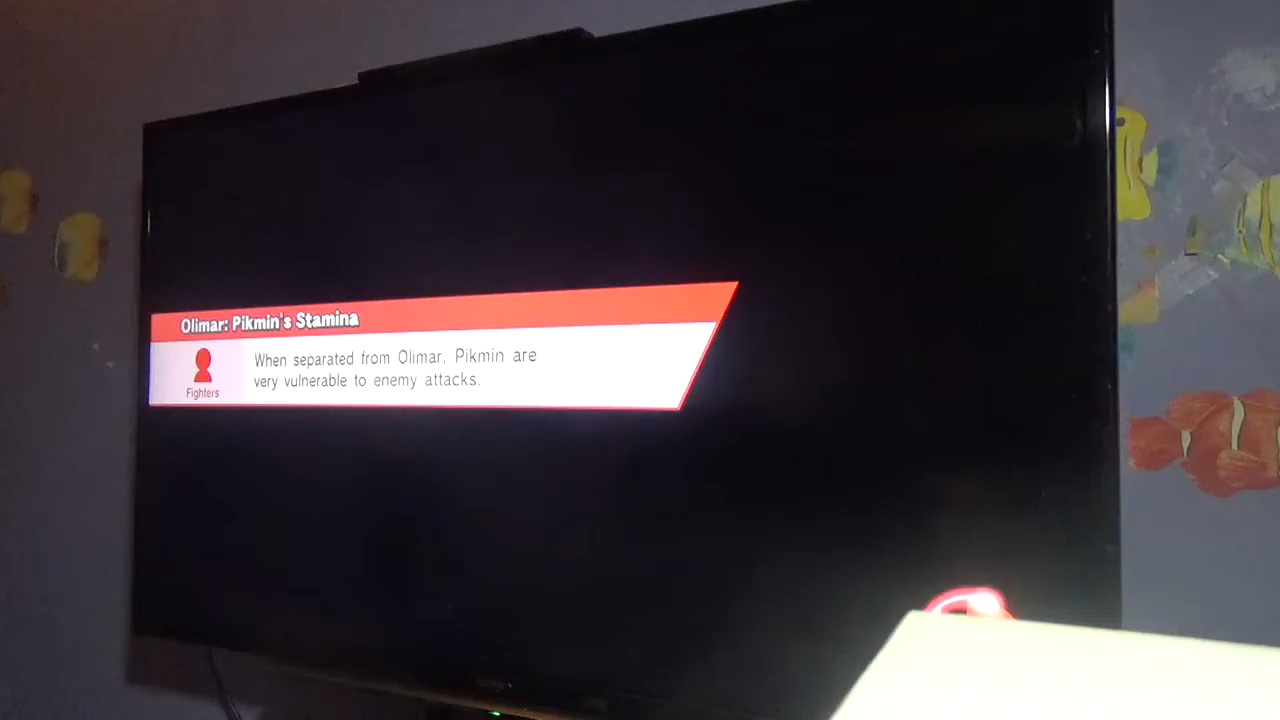 Olimar: Pikmin's Stamina
When separated from Olimar, Pikmin are
very vulnerable to enemy attacks.
Fighters